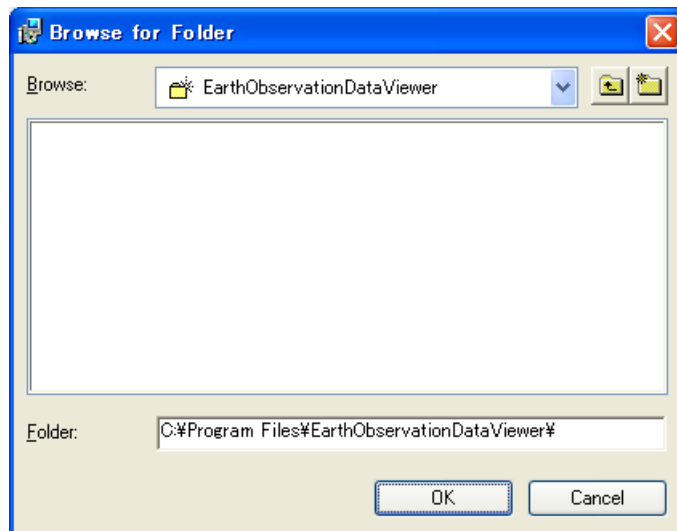 Browse for Folder
Browse: EarthObservationDataViewer
Folder: C:¥Program Files¥EarthObservationDataViewer¥
OK Cancel